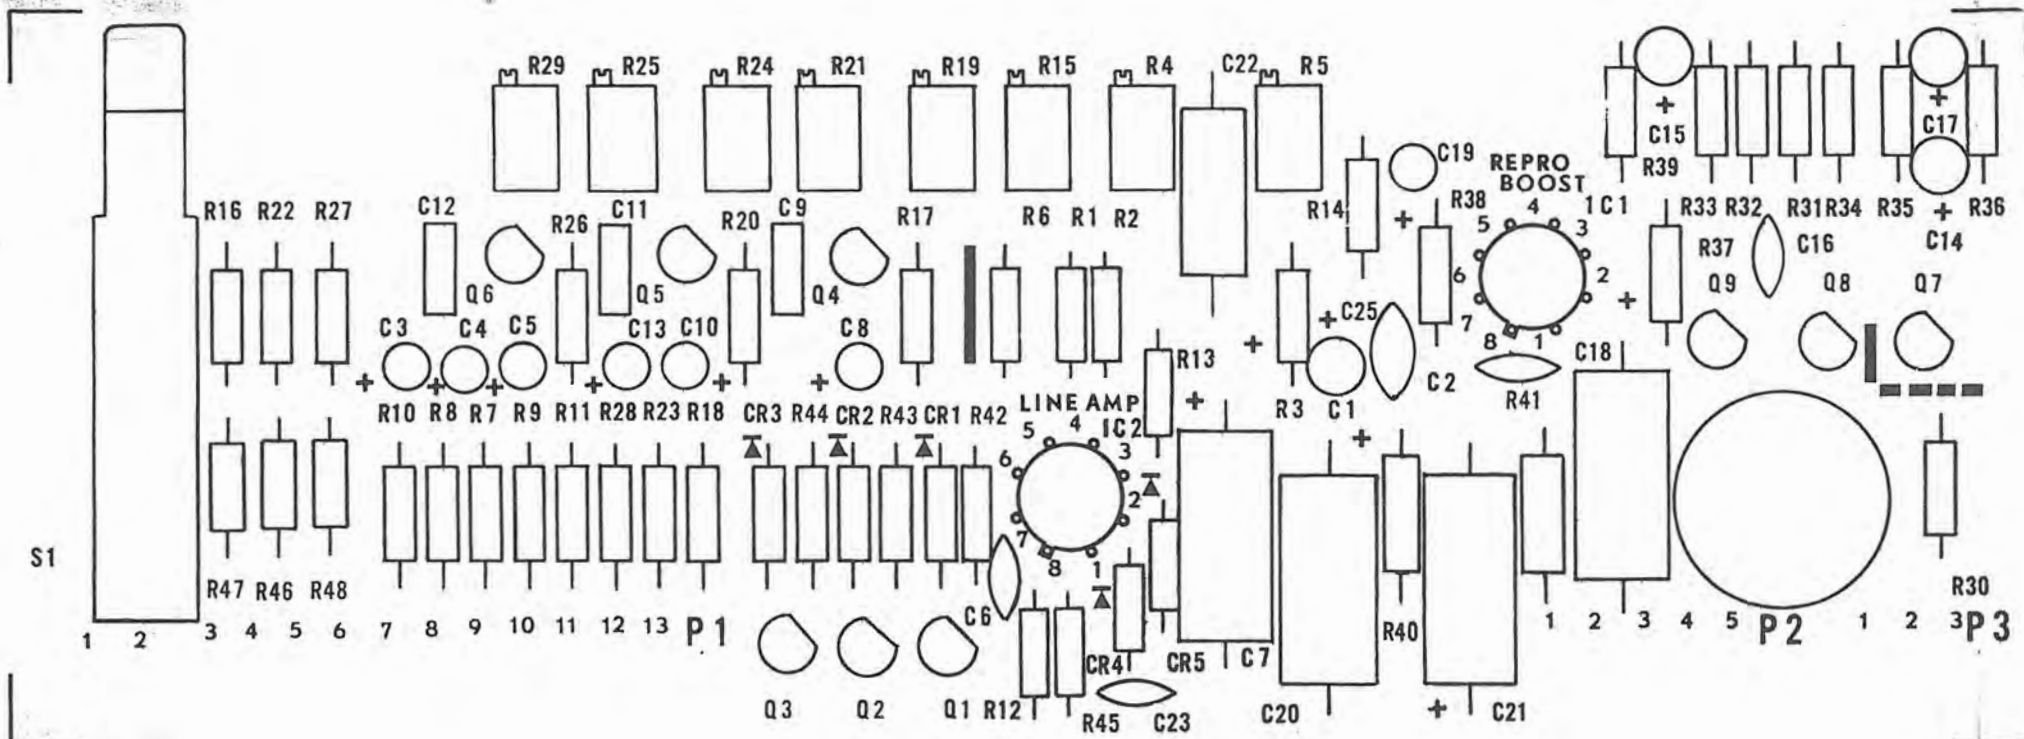 R29 R25 R24 R21 R19 R15 R4 C22 R5
+ C15 + C17
R39
C19 REPRO BOOST
R16 R22 R27 C12 R26 C11 R20 C9 R17 R6 R1 R2 R14 + R38 5 4 IC1 3 R33 R32 R31 R34 R35 + R36
R37 C16 C14
Q6 Q5 Q4 6 2 Q9 Q8 Q7
C3 C4 C5 C13 C10 C8 + C25 7 8 1 +
+ + + + + + R13 + C2 C18
R10 R8 R7 R9 R11 R28 R23 R18 CR3 R44 CR2 R43 CR1 R42 LINE AMP + R3 C1 R41
5 4 IC2 3 +
6 2
7 8 1
S1
R47 R46 R48 C6 R30
1 2 3 4 5 6 7 8 9 10 11 12 13 P1 R40 1 2 3 4 5 P2 1 2 3 P3
CR4 CR5 C7
Q3 Q2 Q1 R12 R45 C23 C20 + C21